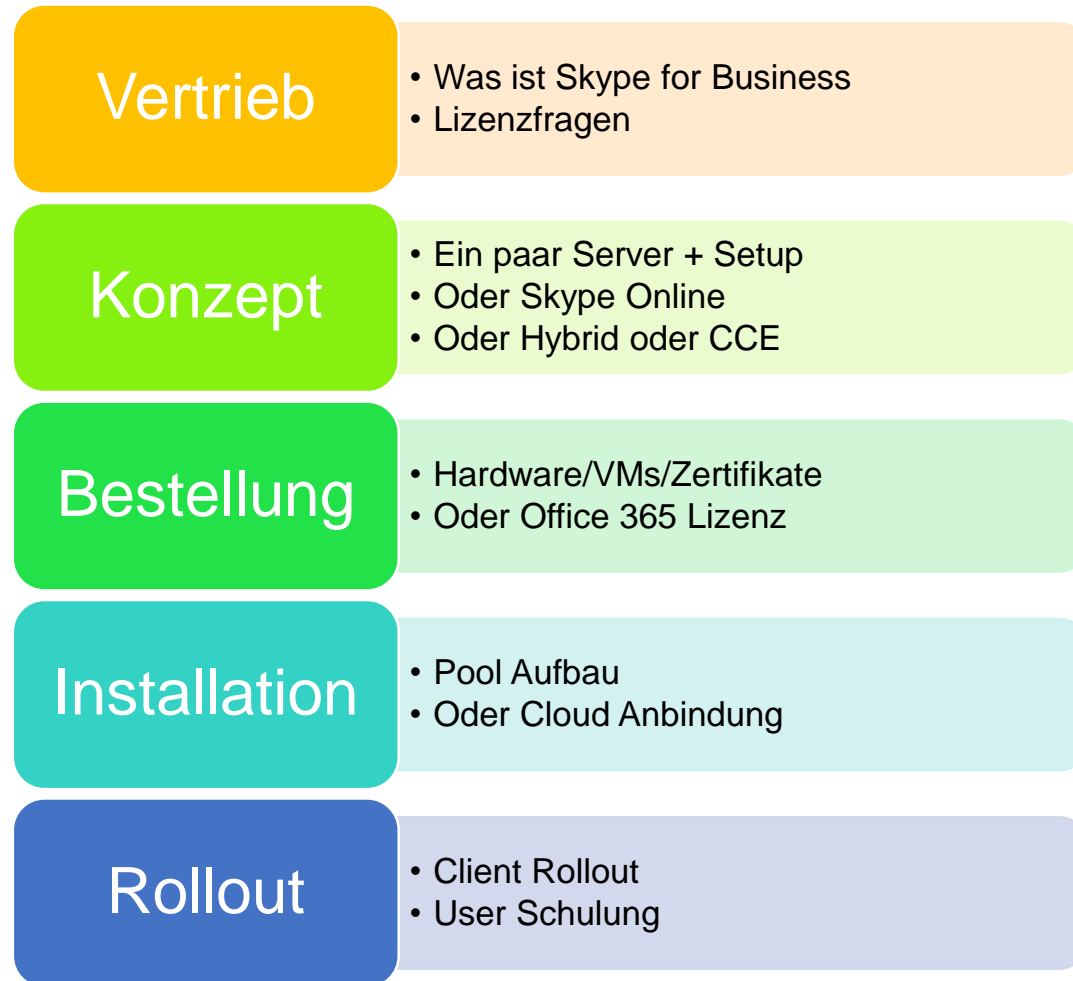 Vertrieb
• Was ist Skype for Business
• Lizenzfragen
Konzept
• Ein paar Server + Setup
• Oder Skype Online
• Oder Hybrid oder CCE
Bestellung
• Hardware/VMs/Zertifikate
• Oder Office 365 Lizenz
Installation
• Pool Aufbau
• Oder Cloud Anbindung
Rollout
• Client Rollout
• User Schulung